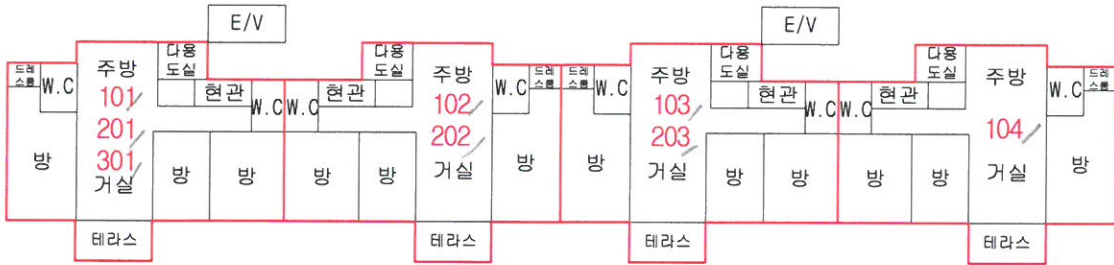 E/V
E/V
다용
도실
다용
도실
다용
도실
다용
도실
드레
스룸
W.C
주방
현관
W.C
W.C
현관
주방
W.C
드레
스룸
드레
스룸
W.C
주방
현관
W.C
W.C
현관
주방
W.C
드레
스룸
101
201
301
102
202
103
203
104
방
거실
방
방
방
방
거실
방
방
거실
방
방
방
방
거실
방
테라스
테라스
테라스
테라스